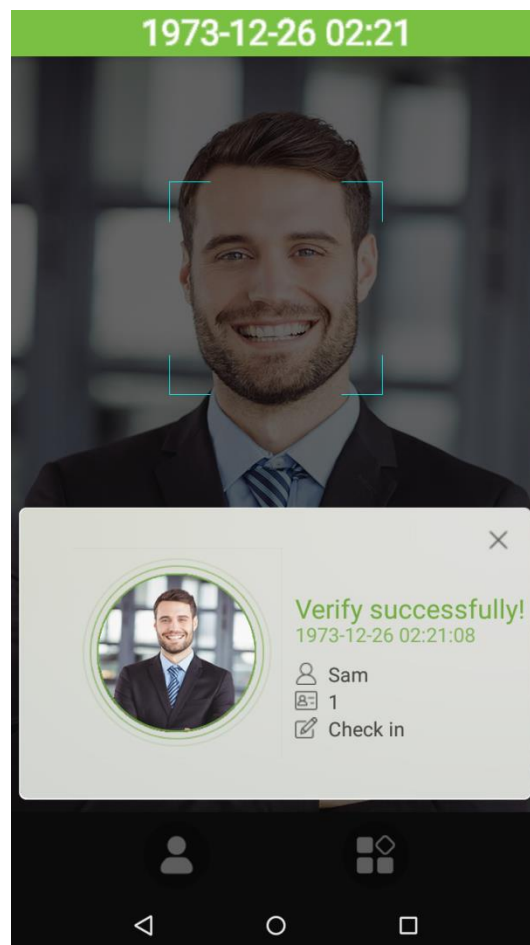 1973-12-26 02:21
Verify successfully!
1973-12-26 02:21:08
Sam
1
Check in